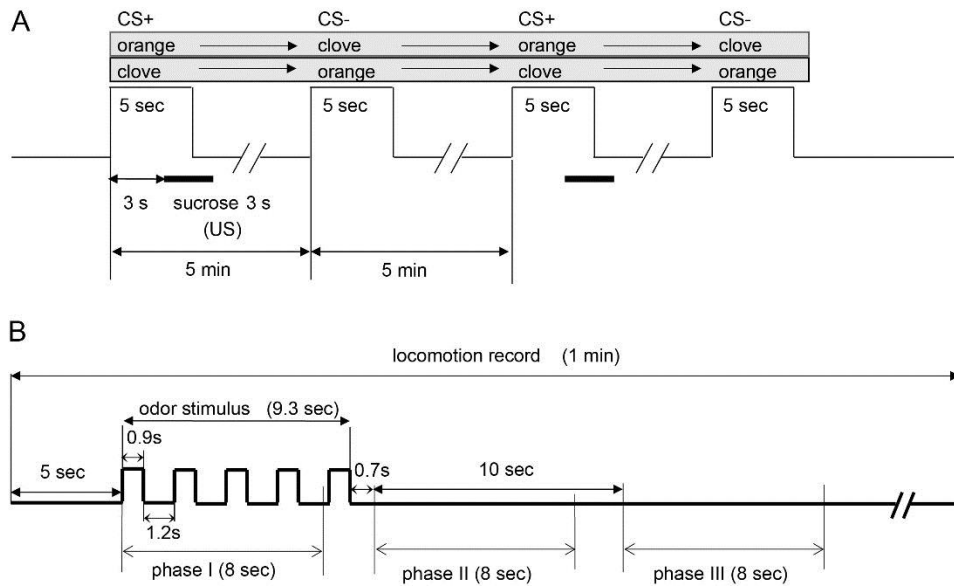 A
CS+ CS- CS+ CS-
orange clove orange clove
clove orange clove orange
5 sec 5 sec 5 sec 5 sec
3 s sucrose 3 s
(US)
5 min 5 min
B
locomotion record (1 min)
odor stimulus (9.3 sec)
0.9s
5 sec 0.7s 10 sec
1.2s
phase I (8 sec) phase II (8 sec) phase III (8 sec)